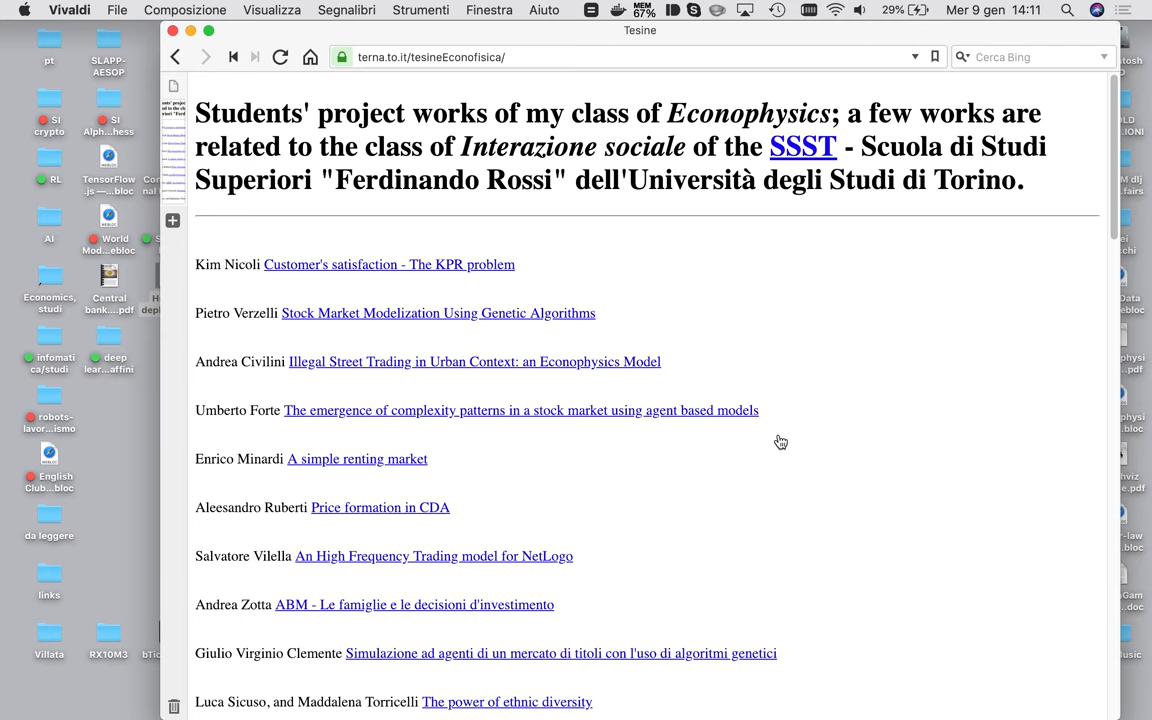 Vivaldi File Composizione Visualizza Segnalibri Strumenti Finestra Aiuto MEM 67% 29% Mer 9 gen 14:11
Tesine
terna.to.it/tesineEconofisica/
Cerca Bing
Students' project works of my class of Econophysics; a few works are
related to the class of Interazione sociale of the SSST - Scuola di Studi
Superiori "Ferdinando Rossi" dell'Università degli Studi di Torino.
Kim Nicoli Customer's satisfaction - The KPR problem
Pietro Verzelli Stock Market Modelization Using Genetic Algorithms
Andrea Civilini Illegal Street Trading in Urban Context: an Econophysics Model
Umberto Forte The emergence of complexity patterns in a stock market using agent based models
Enrico Minardi A simple renting market
Aleesandro Ruberti Price formation in CDA
Salvatore Vilella An High Frequency Trading model for NetLogo
Andrea Zotta ABM - Le famiglie e le decisioni d'investimento
Giulio Virginio Clemente Simulazione ad agenti di un mercato di titoli con l'uso di algoritmi genetici
Luca Sicuso, and Maddalena Torricelli The power of ethnic diversity
pt
SLAPP-
AESOP
SI
crypto
SI
Alph...hess
RL
TensorFlow
.js —...bloc
AI
World
Mod...ebloc
Economics,
studi
Central
bank....pdf
infomati
ca/studi
deep
lear...affini
robots-
lavor...ismo
English
Club...bloc
da leggere
links
Villata
RX10M3